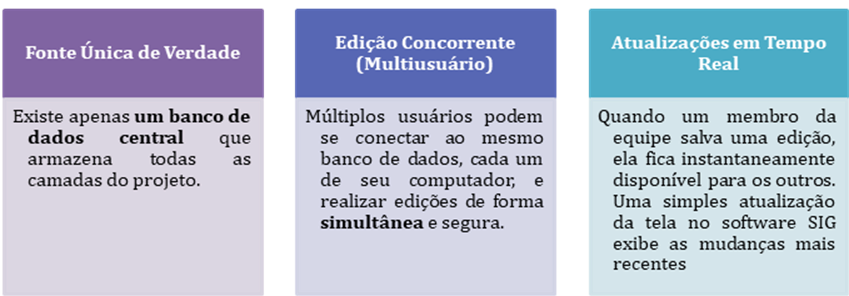 Fonte Única de Verdade
Existe apenas um banco de
dados central que
armazena todas as
camadas do projeto.
Edição Concorrente
(Multiusuário)
Múltiplos usuários podem
se conectar ao mesmo
banco de dados, cada um
de seu computador, e
realizar edições de forma
simultânea e segura.
Atualizações em Tempo
Real
Quando um membro da
equipe salva uma edição,
ela fica instantaneamente
disponível para os outros.
Uma simples atualização
da tela no software SIG
exibe as mudanças mais
recentes